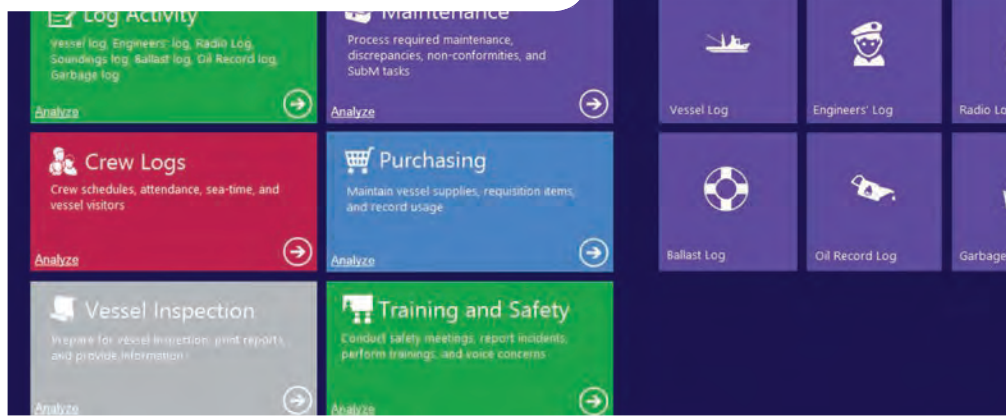 Log Activity
Vessel log, Engineers' log, Radio Log,
Soundings log, Ballast log, Oil Record log,
Garbage log
Analyze
Maintenance
Process required maintenance,
discrepancies, non-conformities, and
SubM tasks
Analyze
Crew Logs
Crew schedules, attendance, sea-time, and
vessel visitors
Analyze
Purchasing
Maintain vessel supplies, requisition items,
and record usage
Analyze
Vessel Inspection
Prepare for vessel inspection, print reports,
and provide information
Analyze
Training and Safety
Conduct safety meetings, report incidents,
perform trainings, and voice concerns
Analyze
Vessel Log
Engineers' Log
Radio Lo
Ballast Log
Oil Record Log
Garbage